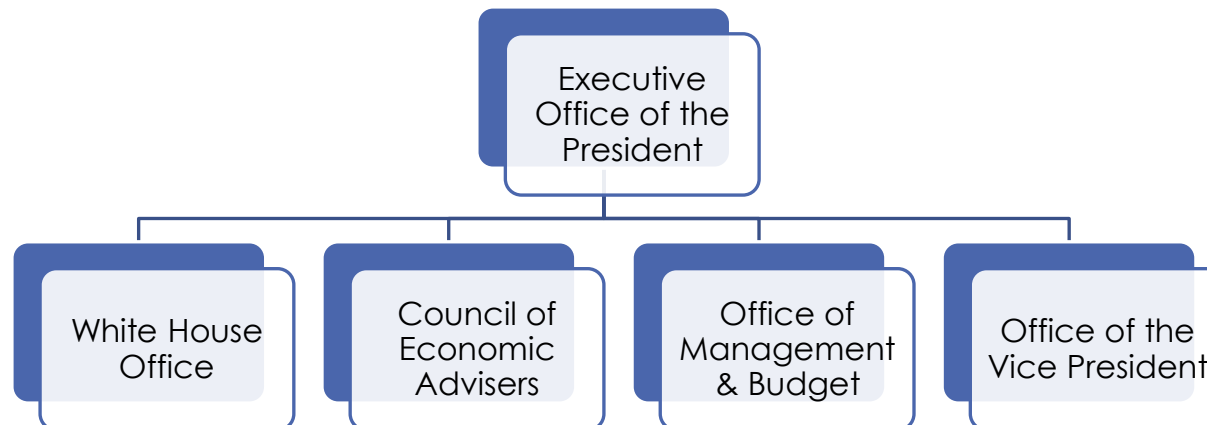 Executive
Office of the
President
White House
Office
Council of
Economic
Advisers
Office of
Management
& Budget
Office of the
Vice President